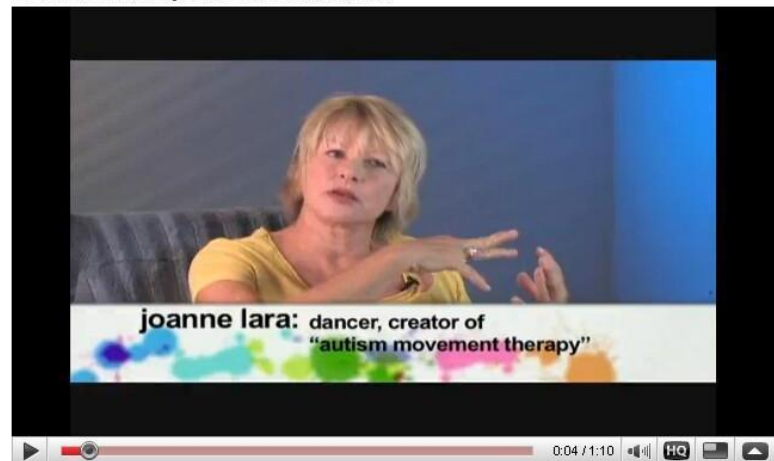 joanne lara: dancer, creator of
"autism movement therapy"
0:04 / 1:10
HQ